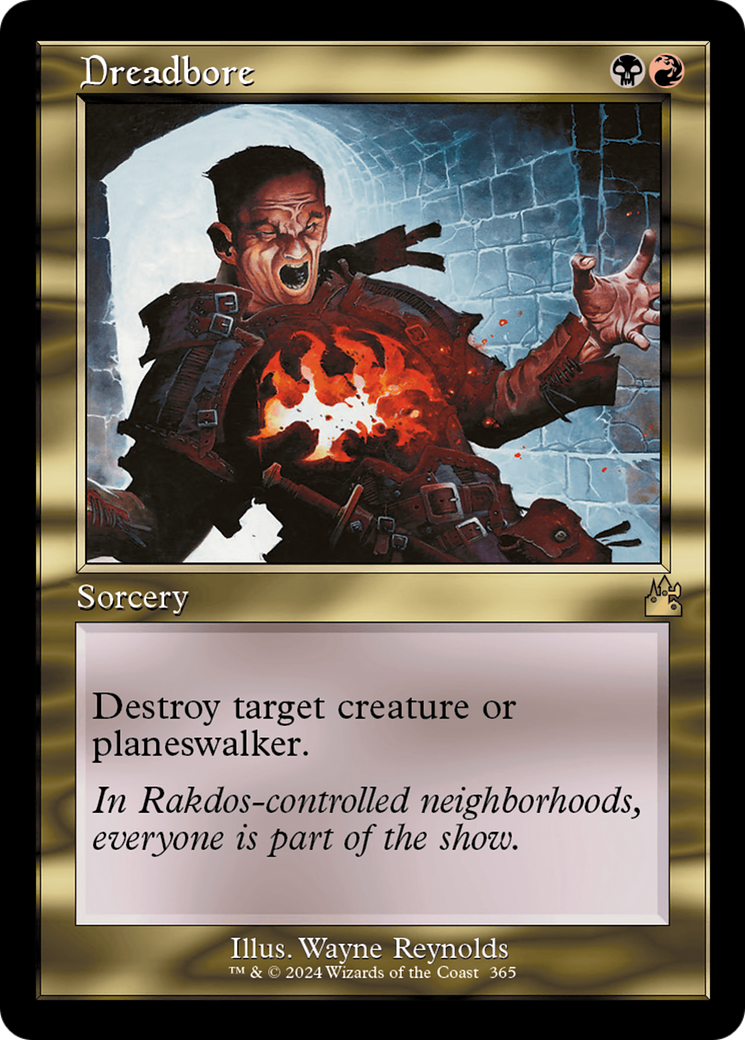 Dreadbore
Sorcery
Destroy target creature or
planeswalker.
In Rakdos-controlled neighborhoods,
everyone is part of the show.
Illus. Wayne Reynolds
™ & © 2024 Wizards of the Coast 365